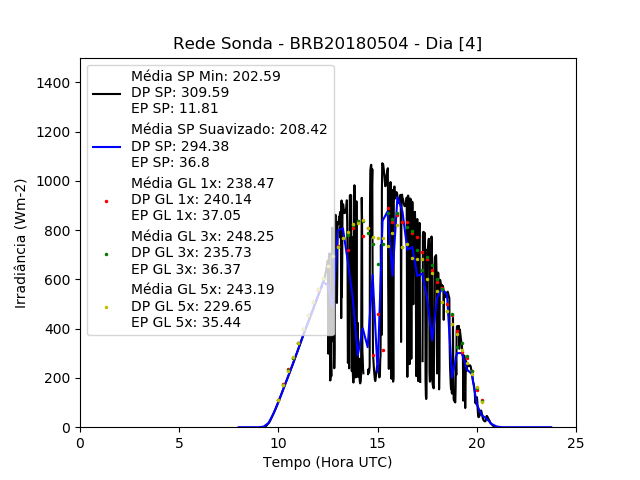 Rede Sonda - BRB20180504 - Dia [4]
Média SP Min: 202.59
DP SP: 309.59
EP SP: 11.81
Média SP Suavizado: 208.42
DP SP: 294.38
EP SP: 36.8
Média GL 1x: 238.47
DP GL 1x: 240.14
EP GL 1x: 37.05
Média GL 3x: 248.25
DP GL 3x: 235.73
EP GL 3x: 36.37
Média GL 5x: 243.19
DP GL 5x: 229.65
EP GL 5x: 35.44
Irradiância (Wm-2)
1400
1200
1000
800
600
400
200
0
0 5 10 15 20 25
Tempo (Hora UTC)